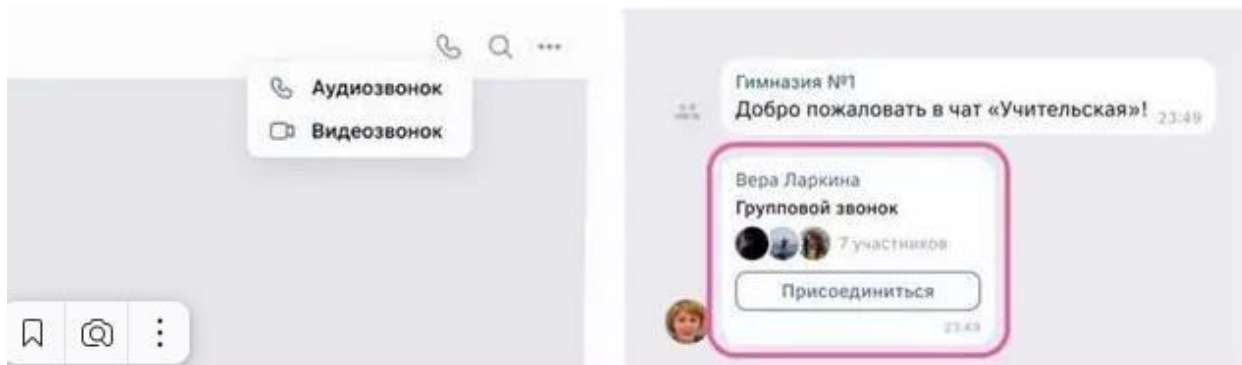 Аудиозвонок
Видеозвонок
Гимназия №1
Добро пожаловать в чат «Учительская»! 23:49
Вера Ларкина
Групповой звонок
7 участников
Присоединиться
23:49